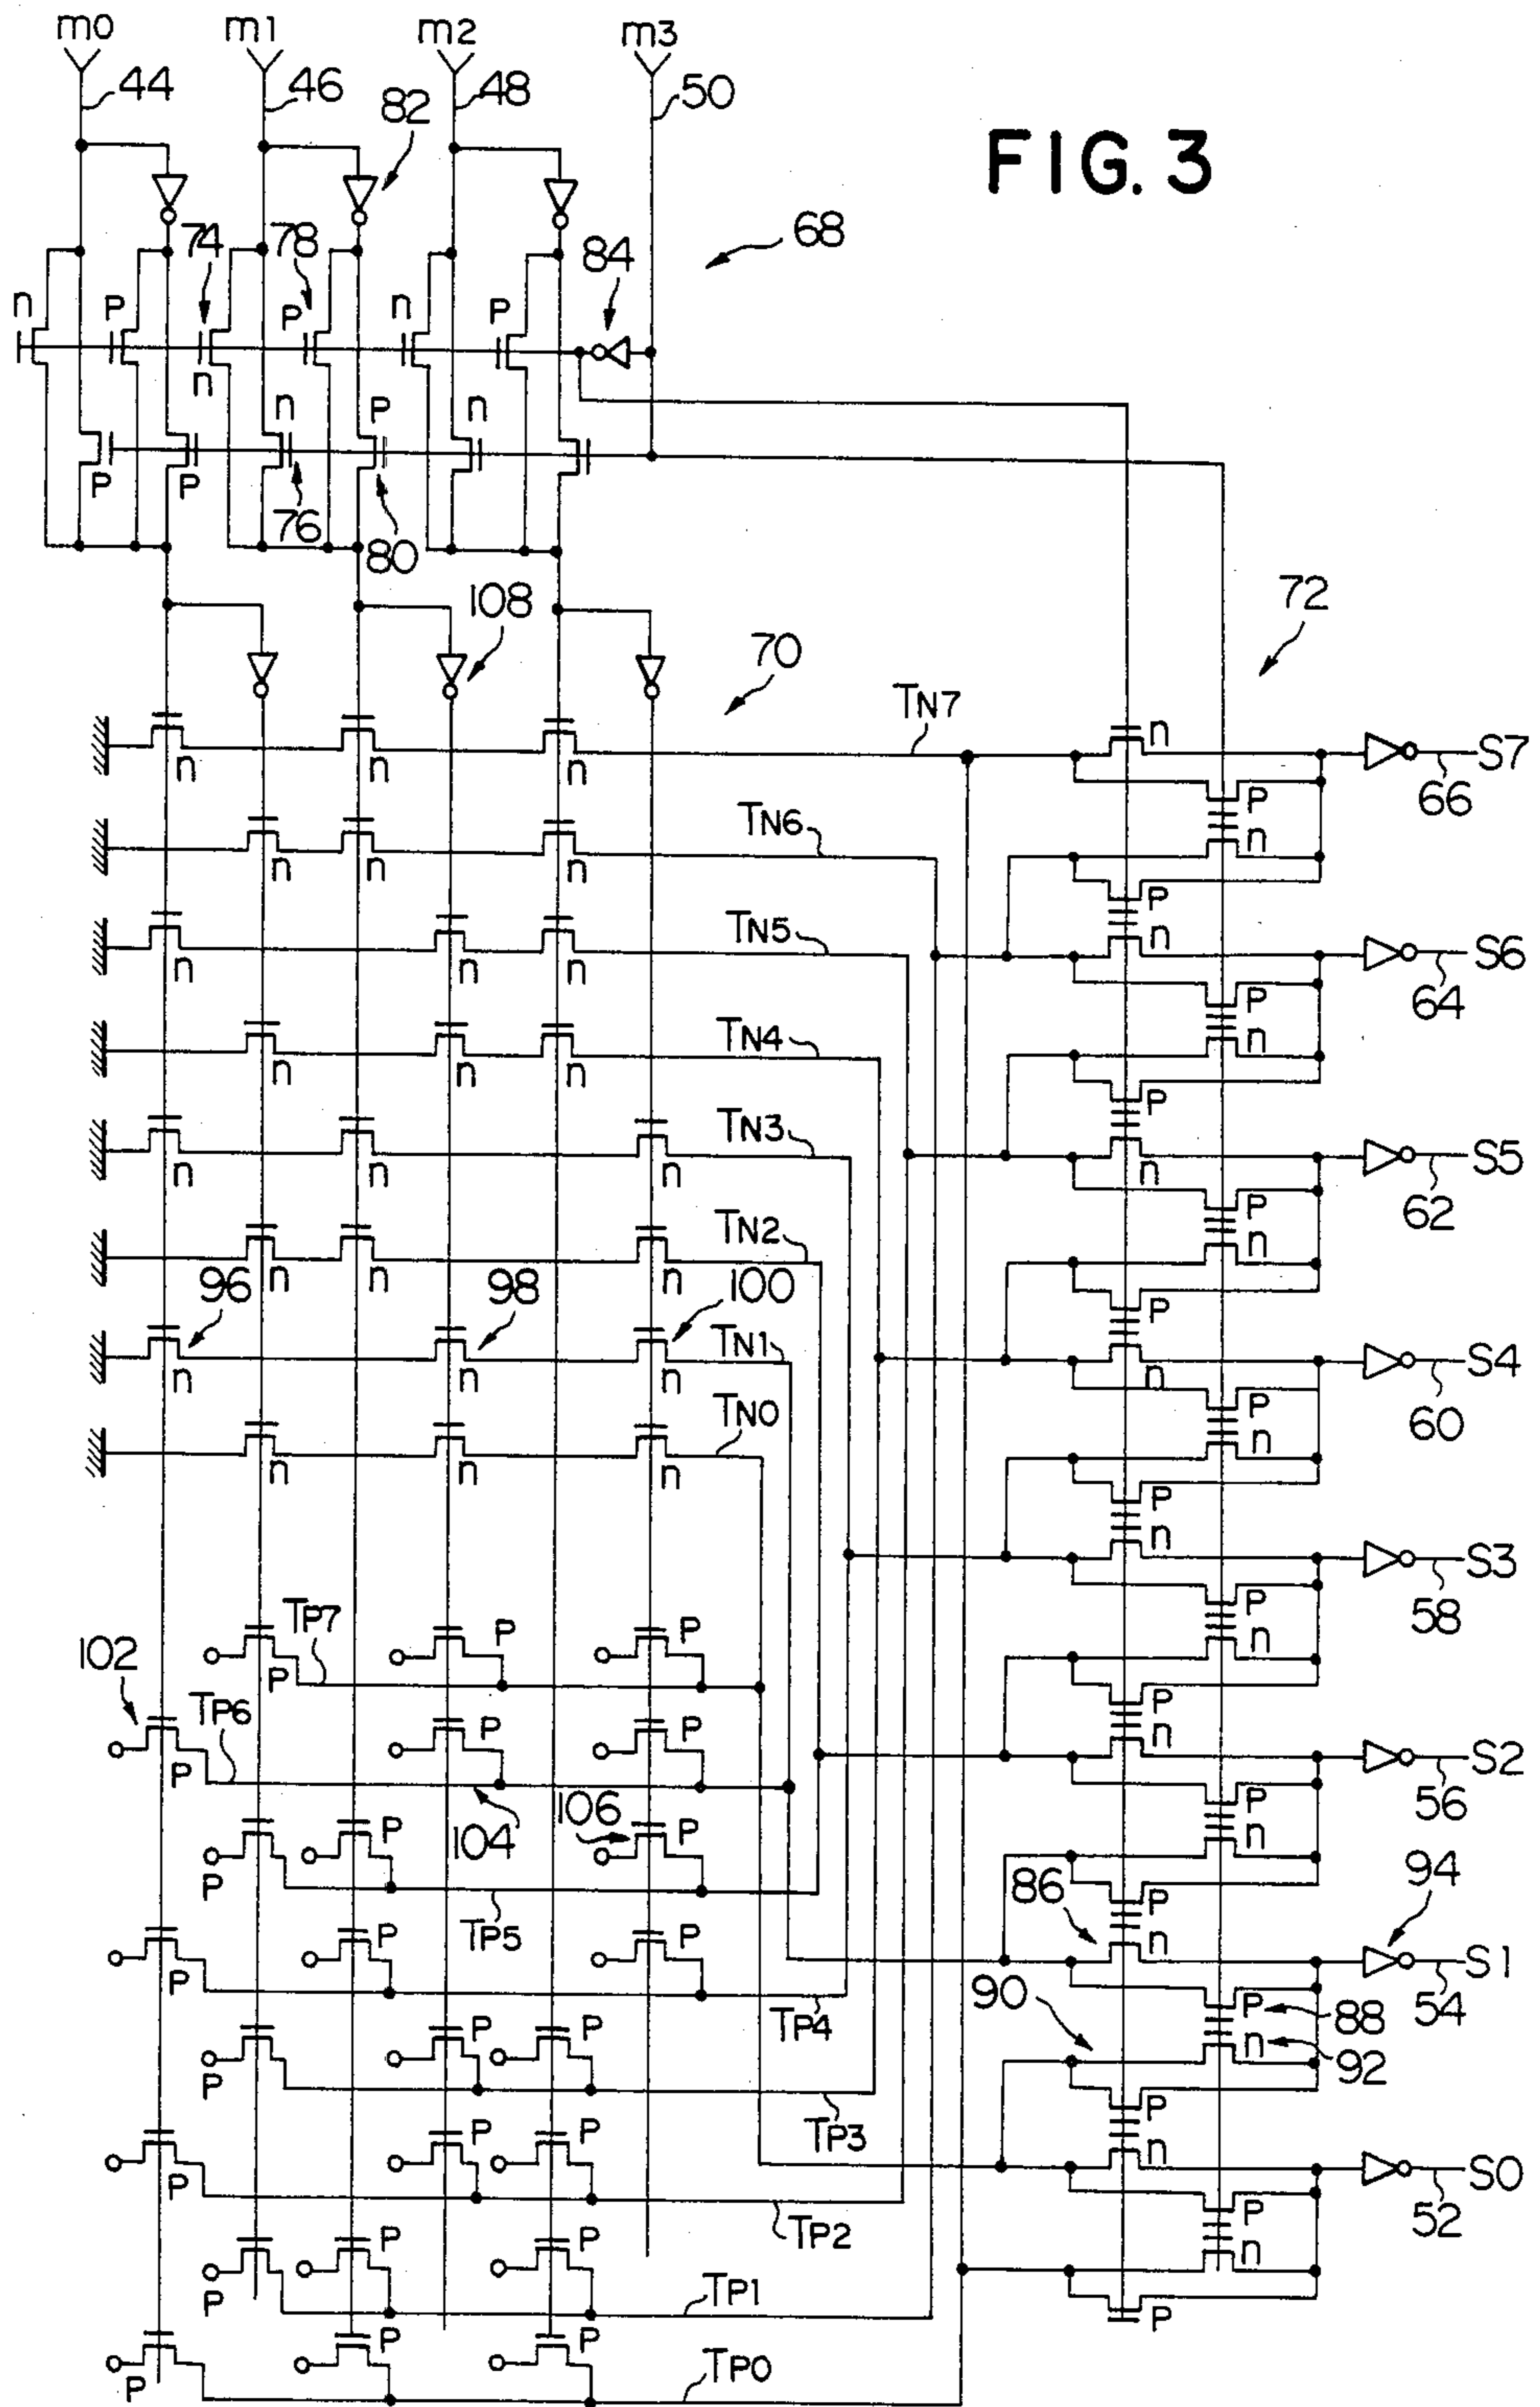 m0 m1 m2 m3
44 46 82 48 50
FIG. 3
74 78 84 68
n P P n P
n
n P n
P P
76 80
108 72
70
TN7 n S7
n n n P 66
TN6 n
n n n P
TN5 n S6
n n n P 64
TN4 n
n n n P
TN3 n S5
n n n P 62
TN2 n
96 n n 98 n 100 P
TN1 n S4
n n n P 60
TN0 n
n n n P
n S3
TP7 P P P 58
102 P n
TP6 P P P
P n S2
104 106 P 56
P P P n
TP5 86 P 94
P P n S1
P TP4 90 P 88 54
P P n 92
P TP3 P
P P n S0
P TP2 P 52
P P n
P TP1 P
P P
P TP0